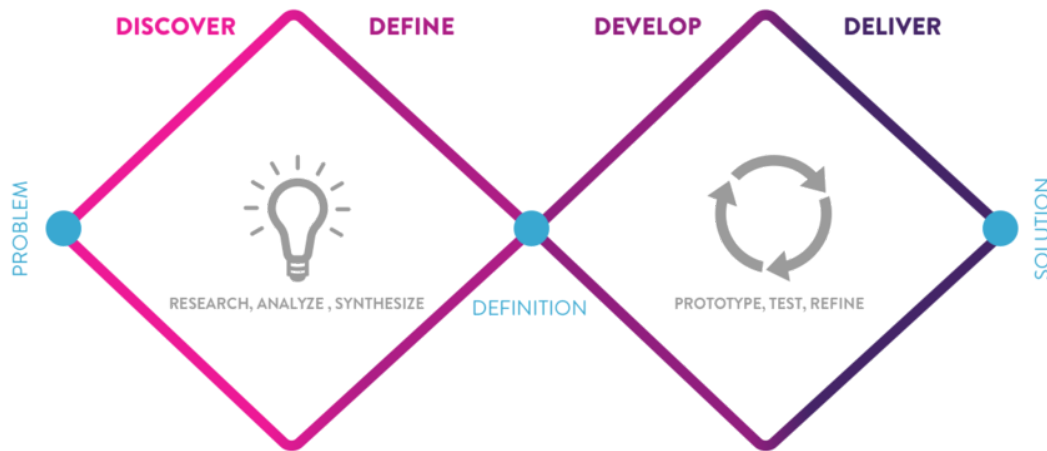 DISCOVER
DEFINE
DEVELOP
DELIVER
PROBLEM
RESEARCH, ANALYZE , SYNTHESIZE
DEFINITION
PROTOTYPE, TEST, REFINE
SOLUTION